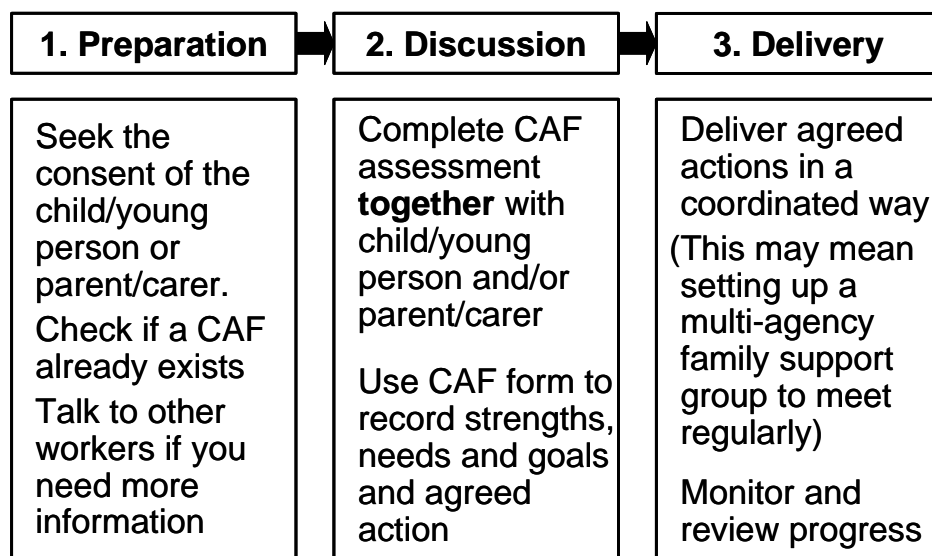 1. Preparation
Seek the
consent of the
child/young
person or
parent/carer.
Check if a CAF
already exists
Talk to other
workers if you
need more
information
2. Discussion
Complete CAF
assessment
together with
child/young
person and/or
parent/carer
Use CAF form to
record strengths,
needs and goals
and agreed
action
3. Delivery
Deliver agreed
actions in a
coordinated way
(This may mean
setting up a
multi-agency
family support
group to meet
regularly)
Monitor and
review progress